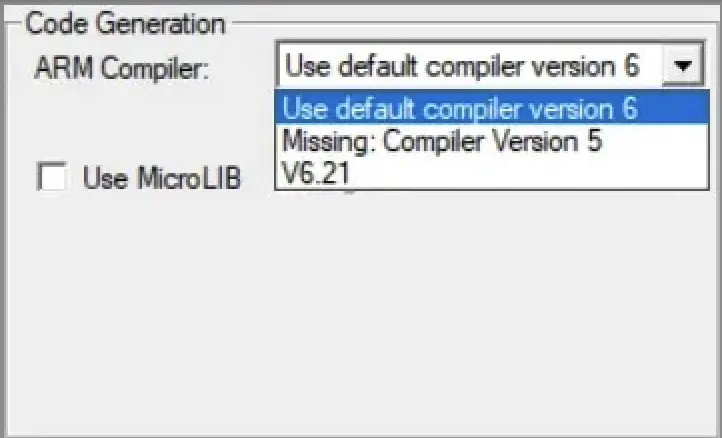 Code Generation
ARM Compiler: Use default compiler version 6
Use default compiler version 6
Missing: Compiler Version 5
Use MicroLIB V6.21